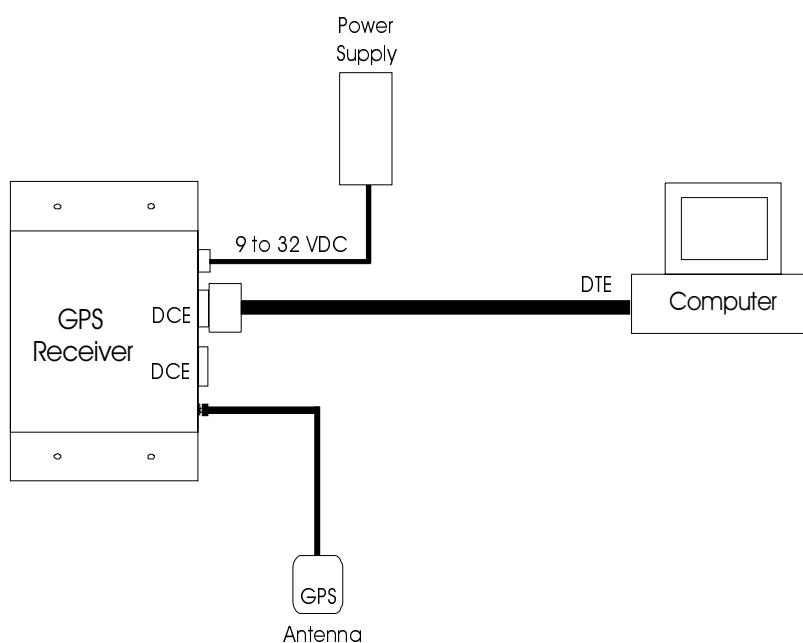 Power
Supply
9 to 32 VDC
DTE
Computer
DCE
GPS
Receiver
DCE
GPS
Antenna